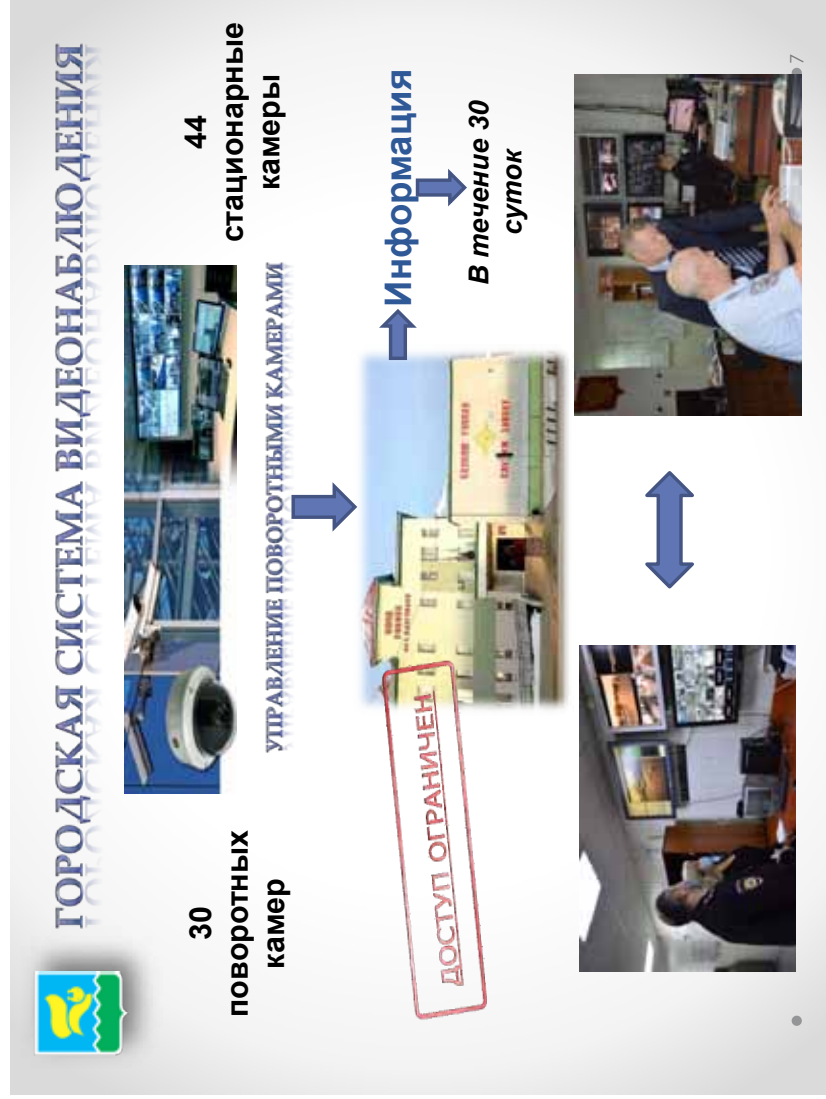 ГОРОДСКАЯ СИСТЕМА ВИДЕОНАБЛЮДЕНИЯ
30
поворотных
камер
44
стационарные
камеры
УПРАВЛЕНИЕ ПОВОРОТНЫМИ КАМЕРАМИ
ДОСТУП ОГРАНИЧЕН
Информация
В течение 30
суток
7